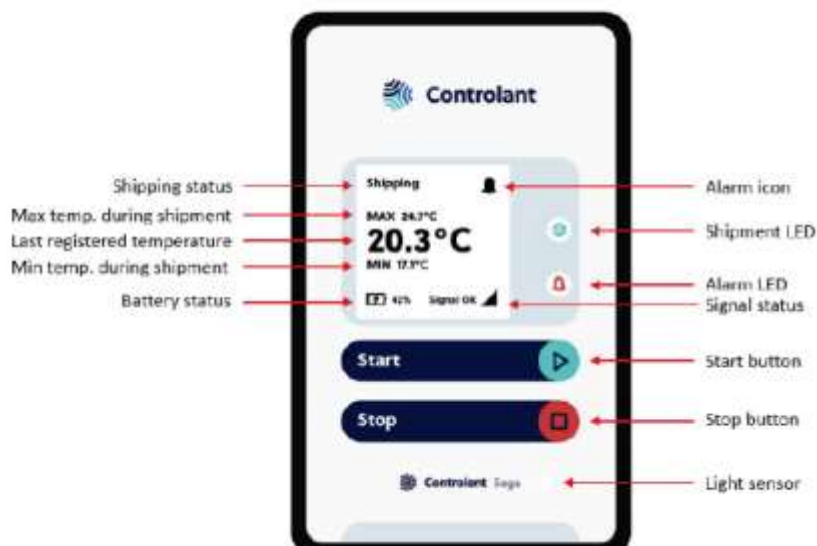 Controlant
Shipping status
Max temp. during shipment
Last registered temperature
Min temp. during shipment
Battery status
Shipping
MAX 24.7°C
20.3°C
MIN 17.1°C
42%
Signal OK
Alarm icon
Shipment LED
Alarm LED
Signal status
Start
Stop
Start button
Stop button
Controlant Saga
Light sensor